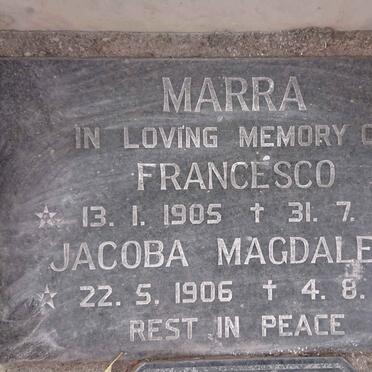 MARRA
IN LOVING MEMORY
FRANCESCO
★ 13. 1. 1905 † 31. 7.
JACOBA MAGDALE
★ 22. 5. 1906 † 4. 8.
REST IN PEACE